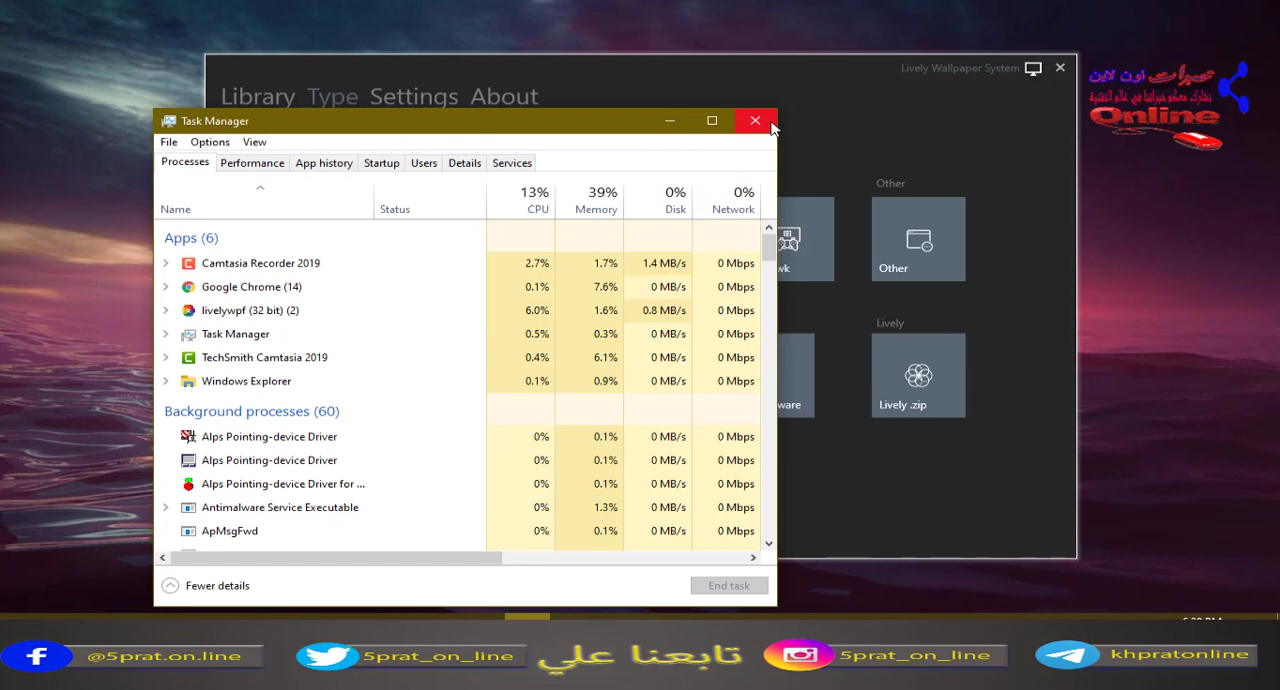 Lively Wallpaper System
خبرات اون لاين
نشارك معكم خبراتنا في عالم التقنية
Online
Library Type Settings About
Task Manager
File Options View
Processes Performance App history Startup Users Details Services
13% 39% 0% 0%
Name Status CPU Memory Disk Network
Apps (6)
Camtasia Recorder 2019 2.7% 1.7% 1.4 MB/s 0 Mbps
Google Chrome (14) 0.1% 7.6% 0 MB/s 0 Mbps
livelywpf (32 bit) (2) 6.0% 1.6% 0.8 MB/s 0 Mbps
Task Manager 0.5% 0.3% 0 MB/s 0 Mbps
TechSmith Camtasia 2019 0.4% 6.1% 0 MB/s 0 Mbps
Windows Explorer 0.1% 0.9% 0 MB/s 0 Mbps
Background processes (60)
Alps Pointing-device Driver 0% 0.1% 0 MB/s 0 Mbps
Alps Pointing-device Driver 0% 0.1% 0 MB/s 0 Mbps
Alps Pointing-device Driver for ... 0% 0.1% 0 MB/s 0 Mbps
Antimalware Service Executable 0% 1.3% 0 MB/s 0 Mbps
ApMsgFwd 0% 0.1% 0 MB/s 0 Mbps
Fewer details End task
Other
wk
Other
Lively
ware
Lively .zip
@5prat.on.line 5prat_on_line تابعنا علي 5prat_on_line khpratonline